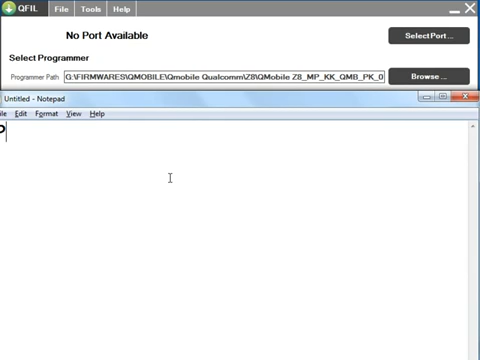 QFIL File Tools Help
No Port Available
Select Port ...
Select Programmer
Programmer Path G:\FIRMWARES\QMOBILE\Qmobile Qualcomm\Z8\QMobile Z8_MP_KK_QMB_PK_0 Browse ...
Untitled - Notepad
ile Edit Format View Help
P